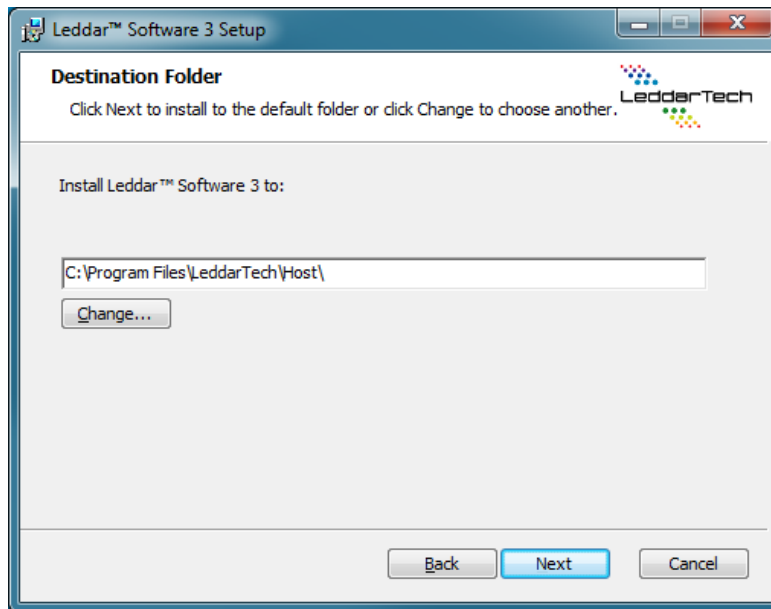 Leddar™ Software 3 Setup
Destination Folder
Click Next to install to the default folder or click Change to choose another.
LeddarTech
Install Leddar™ Software 3 to:
C:\Program Files\LeddarTech\Host\
Change...
Back Next Cancel